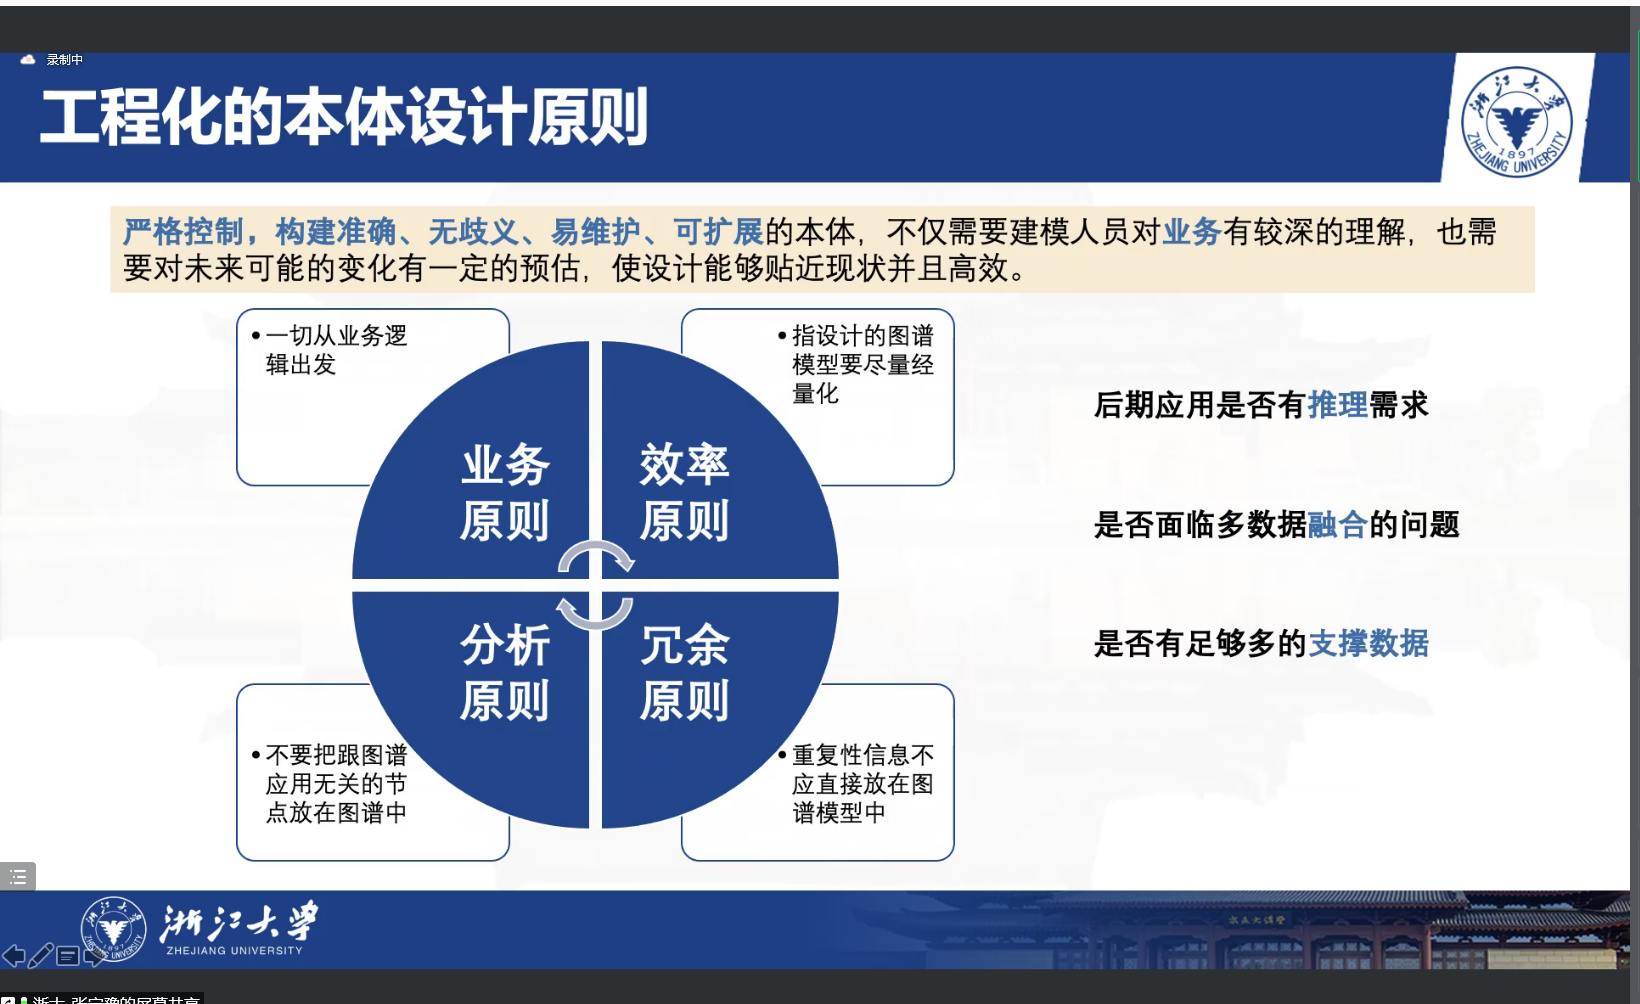 录制中
工程化的本体设计原则
浙江大学
1897
ZHEJIANG UNIVERSITY
严格控制，构建准确、无歧义、易维护、可扩展的本体，不仅需要建模人员对业务有较深的理解，也需
要对未来可能的变化有一定的预估，使设计能够贴近现状并且高效。
•一切从业务逻
辑出发
•指设计的图谱
模型要尽量经
量化
业务
原则
效率
原则
分析
原则
冗余
原则
•不要把跟图谱
应用无关的节
点放在图谱中
•重复性信息不
应直接放在图
谱模型中
后期应用是否有推理需求
是否面临多数据融合的问题
是否有足够多的支撑数据
浙江大学
ZHEJIANG UNIVERSITY